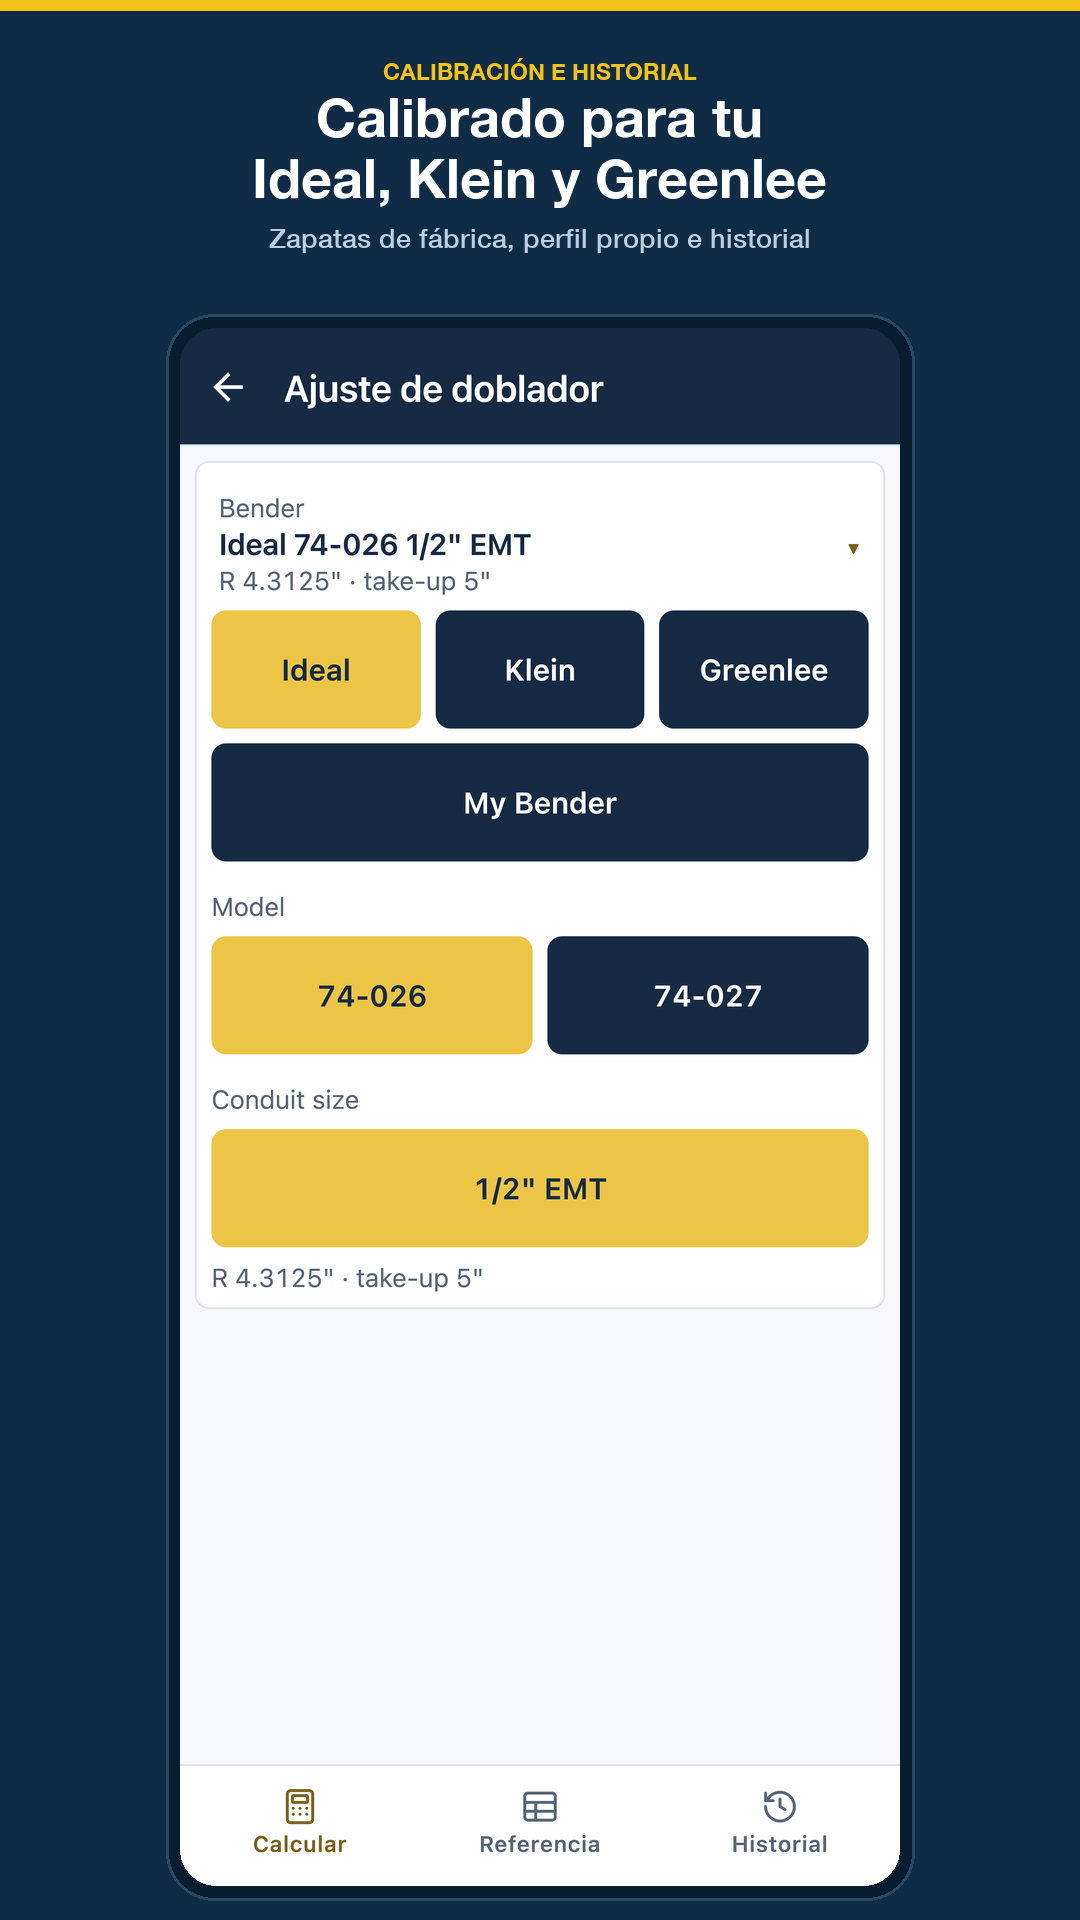 CALIBRACIÓN E HISTORIAL
Calibrado para tu
Ideal, Klein y Greenlee
Zapatas de fábrica, perfil propio e historial
Ajuste de doblador
Bender
Ideal 74-026 1/2" EMT
R 4.3125" · take-up 5"
Ideal
Klein
Greenlee
My Bender
Model
74-026
74-027
Conduit size
1/2" EMT
R 4.3125" · take-up 5"
Calcular
Referencia
Historial